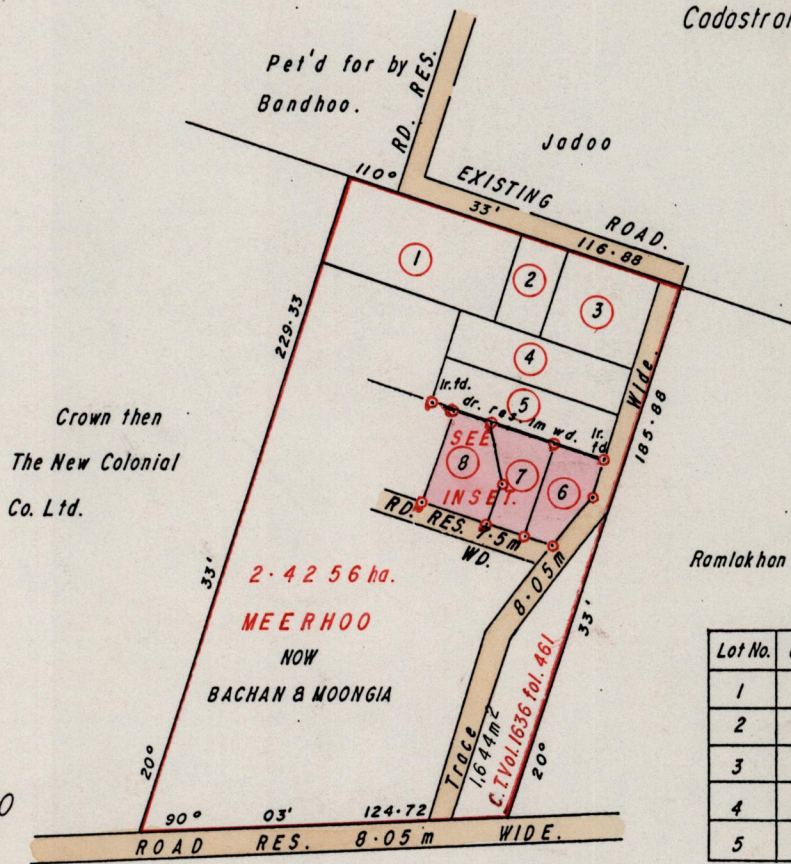 Cadastral
Pet'd for by
Bandhoo.
RD. RES.
Jadoo
110°
EXISTING ROAD.
33'
116·88
1
2
3
4
5
229·33
Wide.
185·88
Ir. fd.
dr. res. 1m wd.
Ir. fd
SEE
INSET.
8
7
6
RD. RES. 7.5m
WD.
Crown then
The New Colonial
Co. Ltd.
33'
2·4256 ha.
MEERHOO
NOW
BACHAN & MOONGIA
8·05m
33'
Ramlakhan
Trace
1,644m²
C.T Vol. 1636 fol. 461
20°
20°
90° 03' 124·72
ROAD RES. 8·05 m WIDE.
Lot No.
1
2
3
4
5